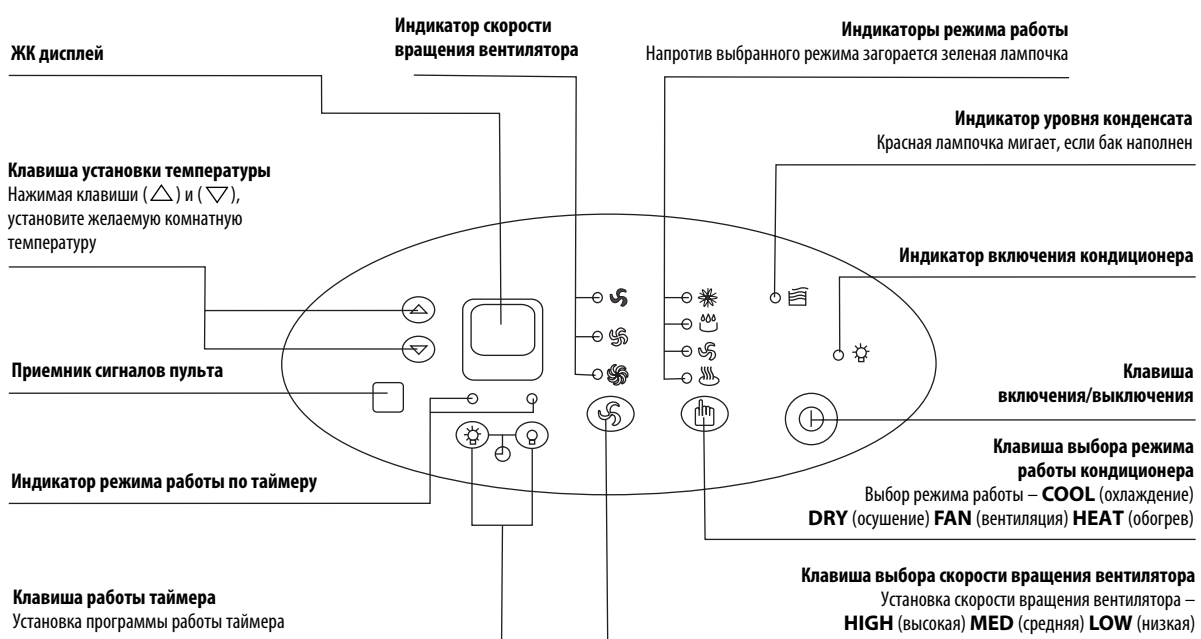 ЖК дисплей
Индикатор скорости
вращения вентилятора
Индикаторы режима работы
Напротив выбранного режима загорается зеленая лампочка
Индикатор уровня конденсата
Красная лампочка мигает, если бак наполнен
Клавиша установки температуры
Нажимая клавиши (△) и (▽),
установите желаемую комнатную
температуру
Индикатор включения кондиционера
Приемник сигналов пульта
Клавиша
включения/выключения
Индикатор режима работы по таймеру
Клавиша выбора режима
работы кондиционера
Выбор режима работы – COOL (охлаждение)
DRY (осушение) FAN (вентиляция) HEAT (обогрев)
Клавиша работы таймера
Установка программы работы таймера
Клавиша выбора скорости вращения вентилятора
Установка скорости вращения вентилятора –
HIGH (высокая) MED (средняя) LOW (низкая)